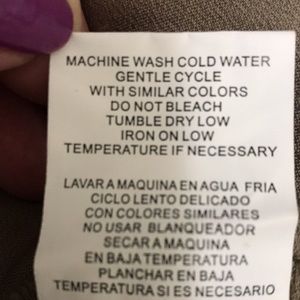 MACHINE WASH COLD WATER
GENTLE CYCLE
WITH SIMILAR COLORS
DO NOT BLEACH
TUMBLE DRY LOW
IRON ON LOW
TEMPERATURE IF NECESSARY
LAVAR A MAQUINA EN AGUA FRIA
CICLO LENTO DELICADO
CON COLORES SIMILARES
NO USAR BLANQUEADOR
SECAR A MAQUINA
EN BAJA TEMPERATURA
PLANCHAR EN BAJA
TEMPERATURA SI ES NECESARIO